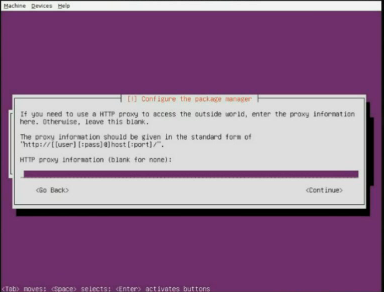 Machine Devices Help
[!] Configure the package manager
If you need to use a HTTP proxy to access the outside world, enter the proxy information
here. Otherwise, leave this blank.
The proxy information should be given in the standard form of
"http://[[user][:pass]@]host[:port]/".
HTTP proxy information (blank for none):
<Go Back> <Continue>
<Tab> moves; <Space> selects; <Enter> activates buttons